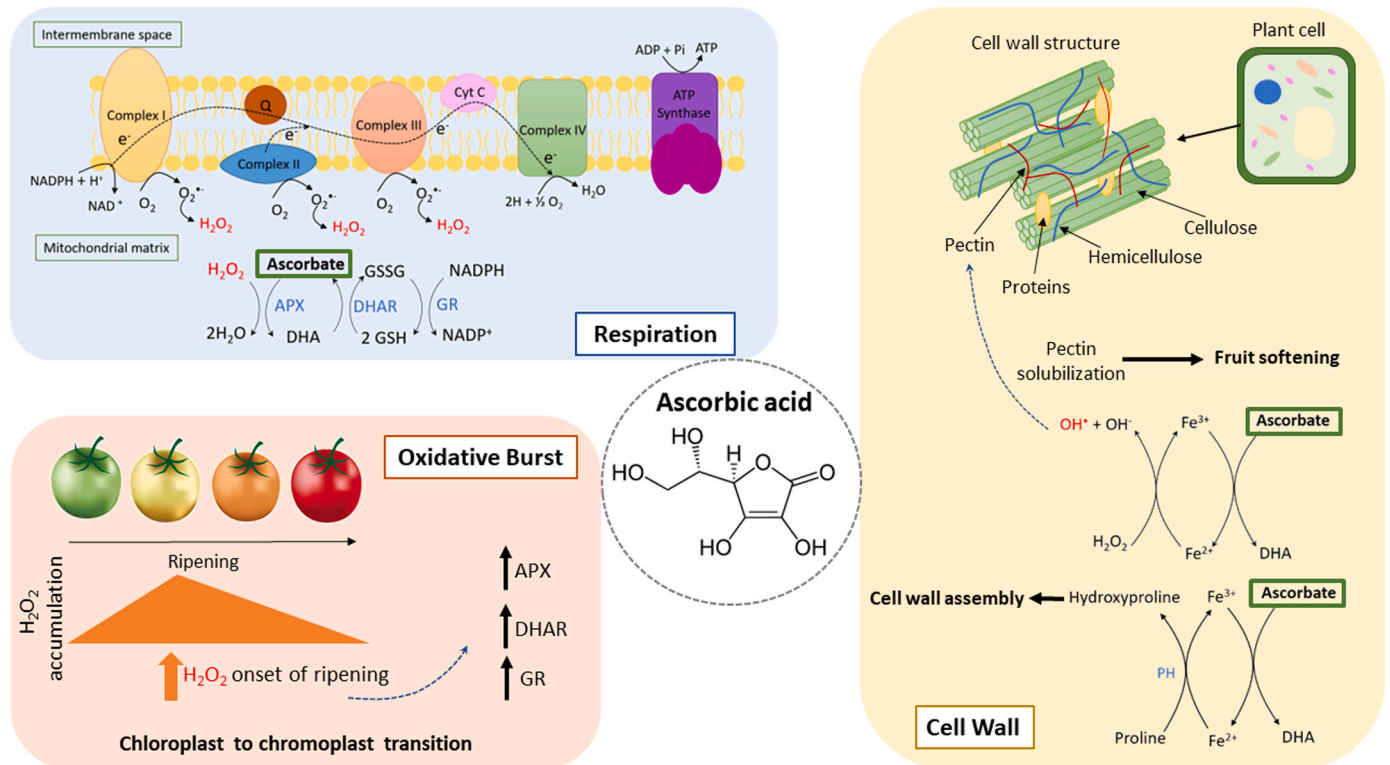 Intermembrane space
ADP + Pi
ATP
Complex I
Q
Complex III
Cyt C
Complex IV
ATP
Synthase
e⁻
e⁻
e⁻
e⁻
Complex II
NADPH + H⁺
NAD⁺
O₂
O₂•⁻
H₂O₂
O₂
O₂•⁻
H₂O₂
O₂
O₂•⁻
H₂O₂
2H + ½ O₂
H₂O
Mitochondrial matrix
H₂O₂
Ascorbate
GSSG
NADPH
APX
DHAR
GR
2H₂O
DHA
2 GSH
NADP⁺
Respiration
Ascorbic acid
HO
HO
H
O
O
HO
OH
Oxidative Burst
Ripening
H₂O₂
accumulation
H₂O₂ onset of ripening
APX
DHAR
GR
Chloroplast to chromoplast transition
Cell wall structure
Plant cell
Pectin
Proteins
Hemicellulose
Cellulose
Pectin
solubilization
Fruit softening
OH• + OH⁻
Fe³⁺
Ascorbate
H₂O₂
Fe²⁺
DHA
Cell wall assembly
Hydroxyproline
Fe³⁺
Ascorbate
PH
Proline
Fe²⁺
DHA
Cell Wall